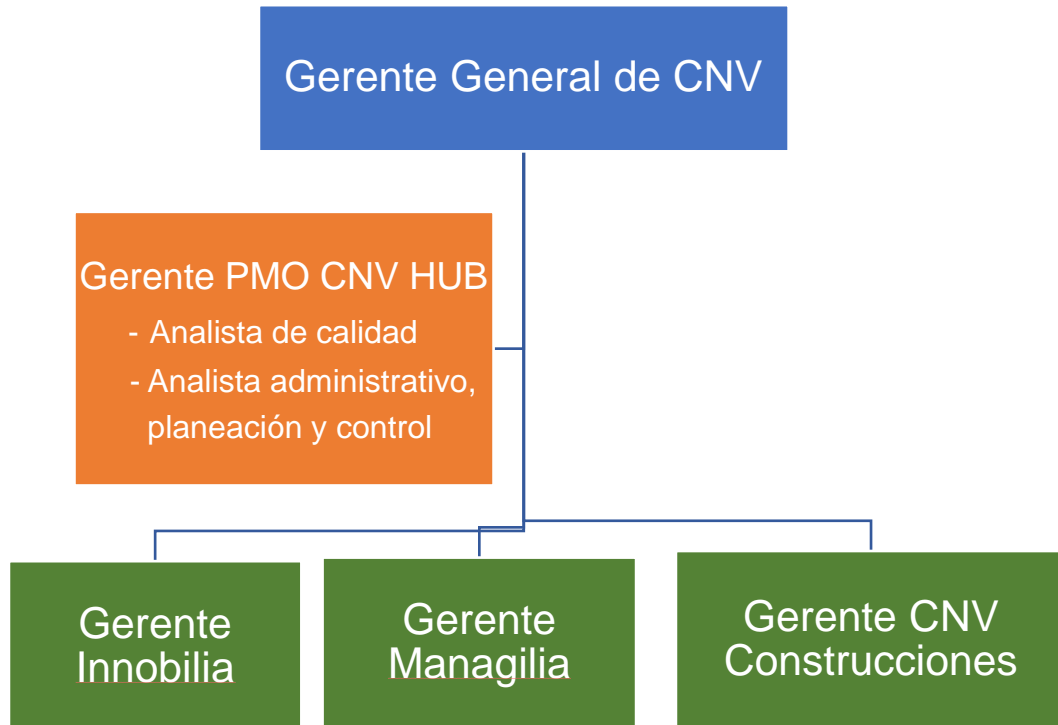 Gerente General de CNV
Gerente PMO CNV HUB
- Analista de calidad
- Analista administrativo,
planeación y control
Gerente
Innobilia
Gerente
Managilia
Gerente CNV
Construcciones